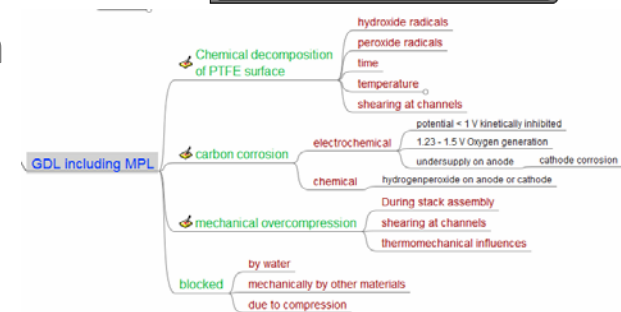 hydroxide radicals
peroxide radicals
Chemical decomposition
of PTFE surface
time
temperature
shearing at channels
potential < 1 V kinetically inhibited
electrochemical
1.23 - 1.5 V Oxygen generation
carbon corrosion
undersupply on anode
cathode corrosion
GDL including MPL
chemical
hydrogenperoxide on anode or cathode
During stack assembly
mechanical overcompression
shearing at channels
thermomechanical influences
by water
blocked
mechanically by other materials
due to compression